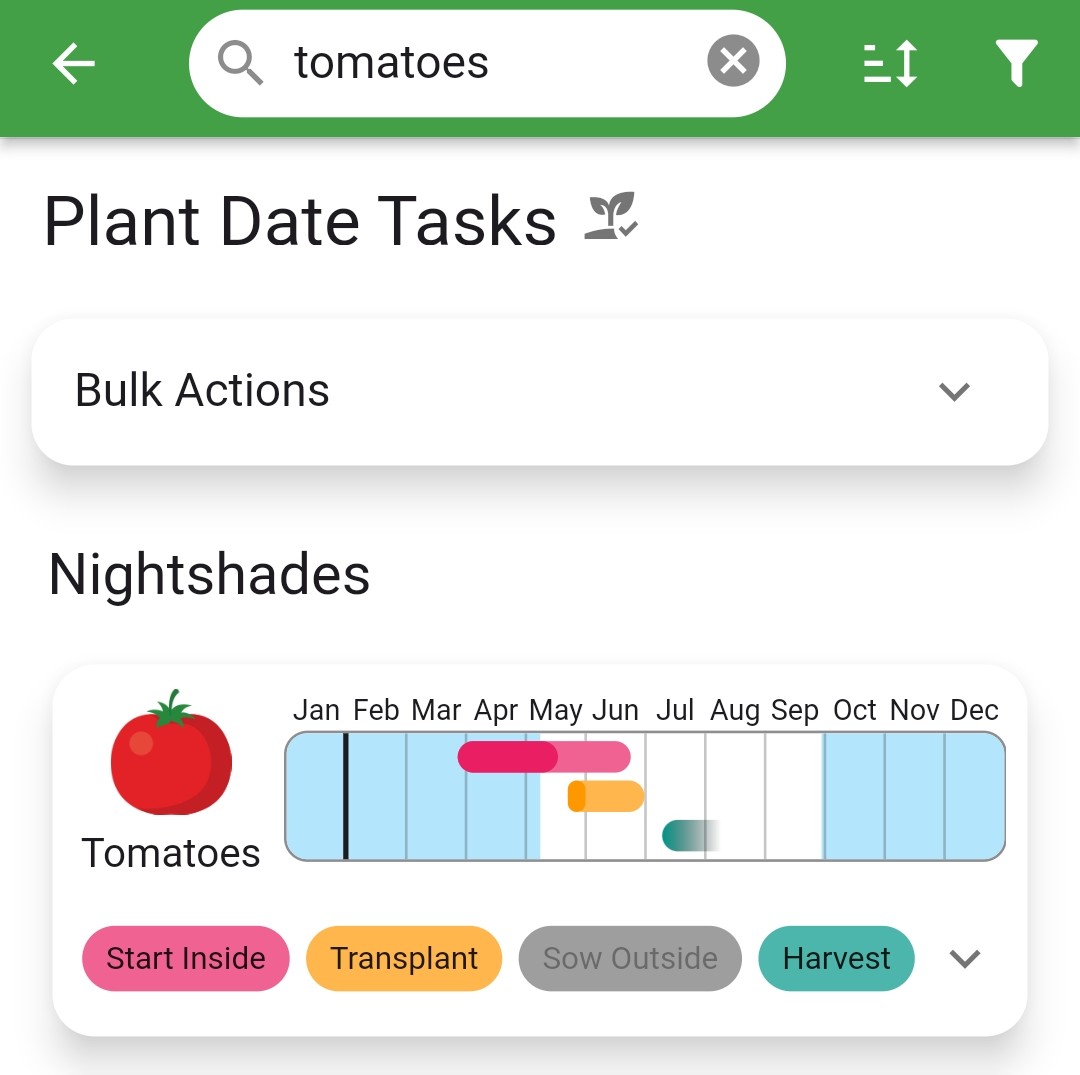 tomatoes
Plant Date Tasks
Bulk Actions
Nightshades
Jan Feb Mar Apr May Jun Jul Aug Sep Oct Nov Dec
Tomatoes
Start Inside Transplant Sow Outside Harvest